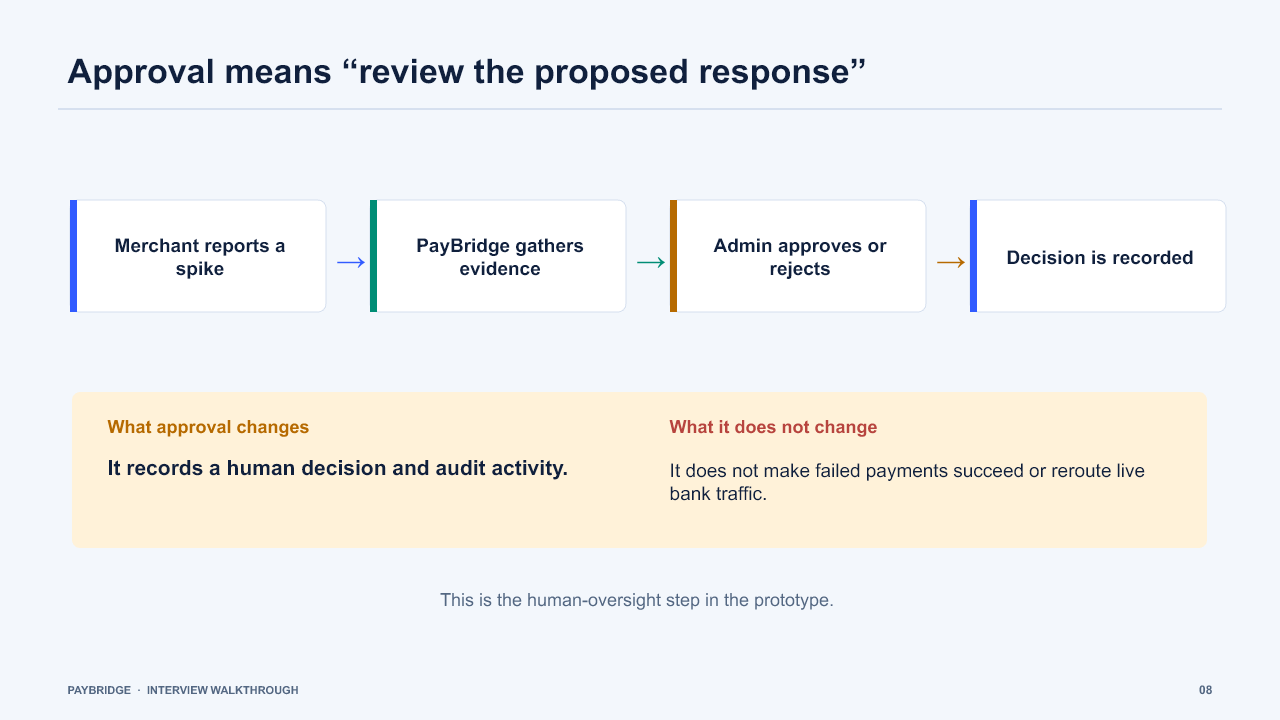 Approval means “review the proposed response”
Merchant reports a
spike
→
PayBridge gathers
evidence
→
Admin approves or
rejects
→
Decision is recorded
What approval changes
It records a human decision and audit activity.
What it does not change
It does not make failed payments succeed or reroute live
bank traffic.
This is the human-oversight step in the prototype.
PAYBRIDGE · INTERVIEW WALKTHROUGH
08